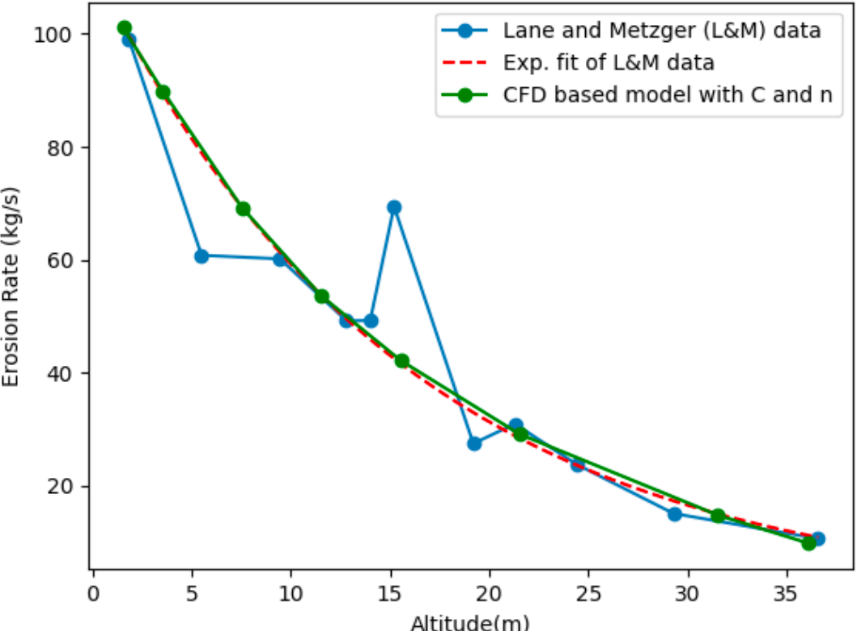 Lane and Metzger (L&M) data
Exp. fit of L&M data
CFD based model with C and n
Erosion Rate (kg/s)
100
80
60
40
20
0 5 10 15 20 25 30 35
Altitude(m)